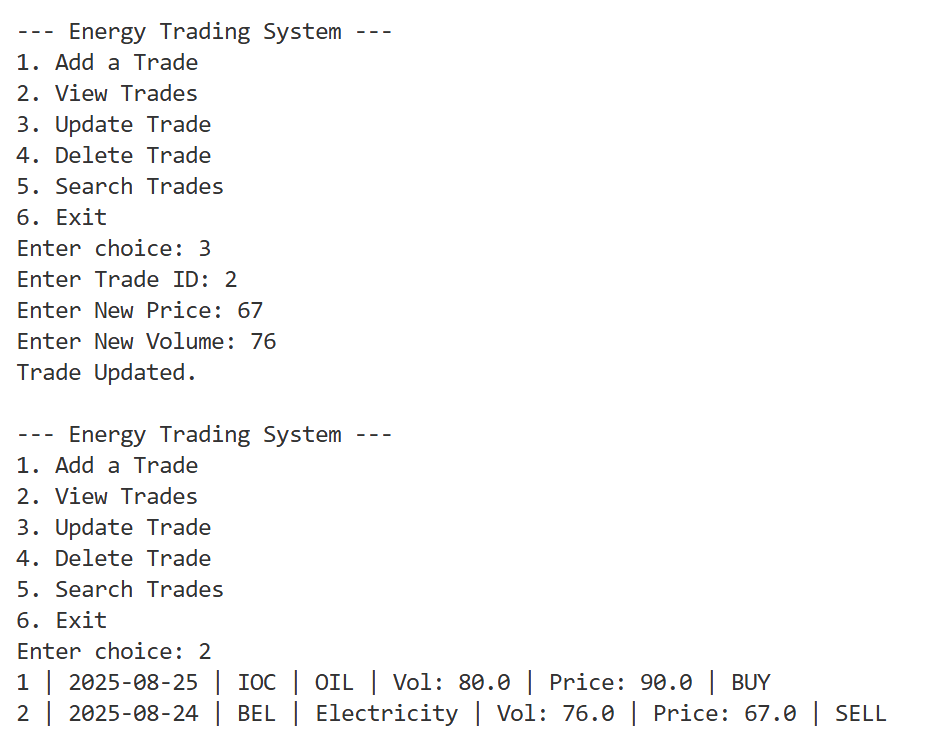 --- Energy Trading System ---
1. Add a Trade
2. View Trades
3. Update Trade
4. Delete Trade
5. Search Trades
6. Exit
Enter choice: 3
Enter Trade ID: 2
Enter New Price: 67
Enter New Volume: 76
Trade Updated.

--- Energy Trading System ---
1. Add a Trade
2. View Trades
3. Update Trade
4. Delete Trade
5. Search Trades
6. Exit
Enter choice: 2
1 | 2025-08-25 | IOC | OIL | Vol: 80.0 | Price: 90.0 | BUY
2 | 2025-08-24 | BEL | Electricity | Vol: 76.0 | Price: 67.0 | SELL